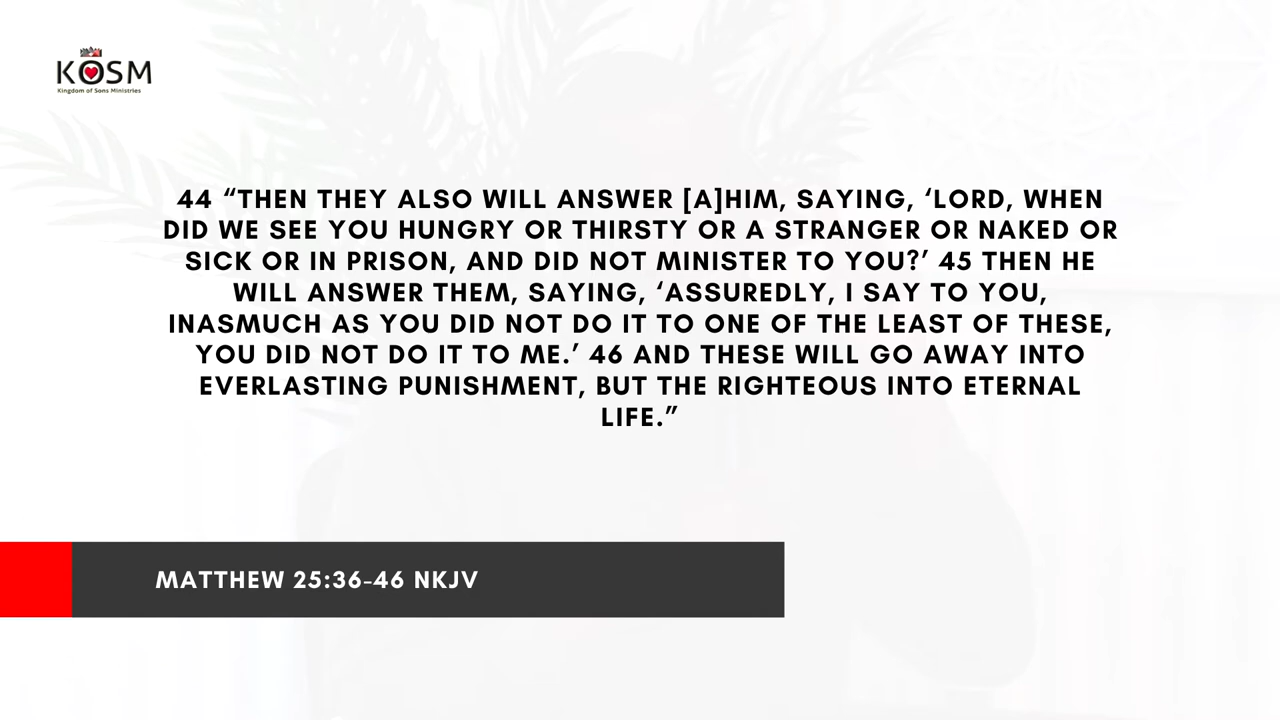 KOSM
Kingdom of Sons Ministries
44 “THEN THEY ALSO WILL ANSWER [A]HIM, SAYING, ‘LORD, WHEN
DID WE SEE YOU HUNGRY OR THIRSTY OR A STRANGER OR NAKED OR
SICK OR IN PRISON, AND DID NOT MINISTER TO YOU?’ 45 THEN HE
WILL ANSWER THEM, SAYING, ‘ASSUREDLY, I SAY TO YOU,
INASMUCH AS YOU DID NOT DO IT TO ONE OF THE LEAST OF THESE,
YOU DID NOT DO IT TO ME.’ 46 AND THESE WILL GO AWAY INTO
EVERLASTING PUNISHMENT, BUT THE RIGHTEOUS INTO ETERNAL
LIFE.”
MATTHEW 25:36-46 NKJV